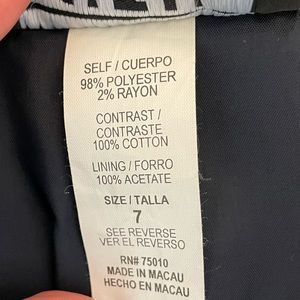 SELF / CUERPO
98% POLYESTER
2% RAYON
CONTRAST /
CONTRASTE
100% COTTON
LINING / FORRO
100% ACETATE
SIZE / TALLA
7
SEE REVERSE
VER EL REVERSO
RN# 75010
MADE IN MACAU
HECHO EN MACAU